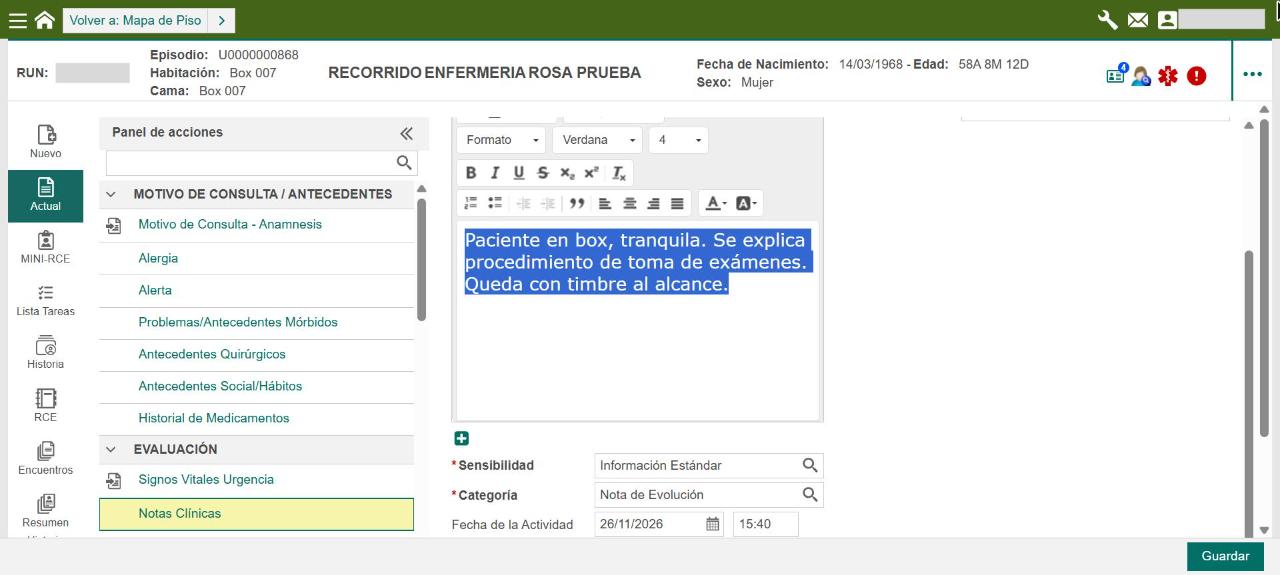 Volver a: Mapa de Piso
RUN:
Episodio: U0000000868
Habitación: Box 007
Cama: Box 007
RECORRIDO ENFERMERIA ROSA PRUEBA
Fecha de Nacimiento: 14/03/1968 - Edad: 58A 8M 12D
Sexo: Mujer
4
Nuevo
Actual
MINI-RCE
Lista Tareas
Historia
RCE
Encuentros
Resumen
Panel de acciones
MOTIVO DE CONSULTA / ANTECEDENTES
Motivo de Consulta - Anamnesis
Alergia
Alerta
Problemas/Antecedentes Mórbidos
Antecedentes Quirúrgicos
Antecedentes Social/Hábitos
Historial de Medicamentos
EVALUACIÓN
Signos Vitales Urgencia
Notas Clínicas
Formato Verdana 4
B I U S x₂ x² Tx
A A
Paciente en box, tranquila. Se explica
procedimiento de toma de exámenes.
Queda con timbre al alcance.
*Sensibilidad Información Estándar
*Categoría Nota de Evolución
Fecha de la Actividad 26/11/2026 15:40
Guardar